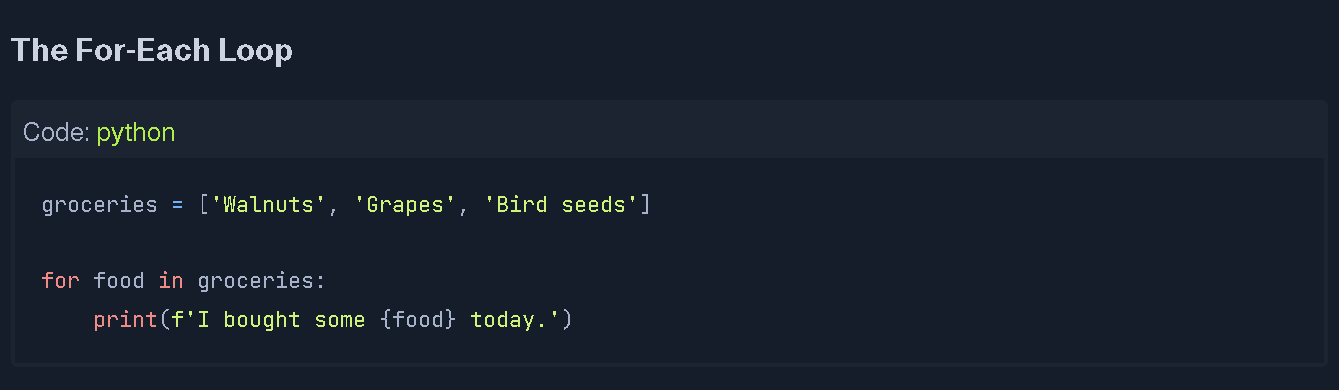 The For-Each Loop
Code: python
groceries = ['Walnuts', 'Grapes', 'Bird seeds']
for food in groceries:
    print(f'I bought some {food} today.')